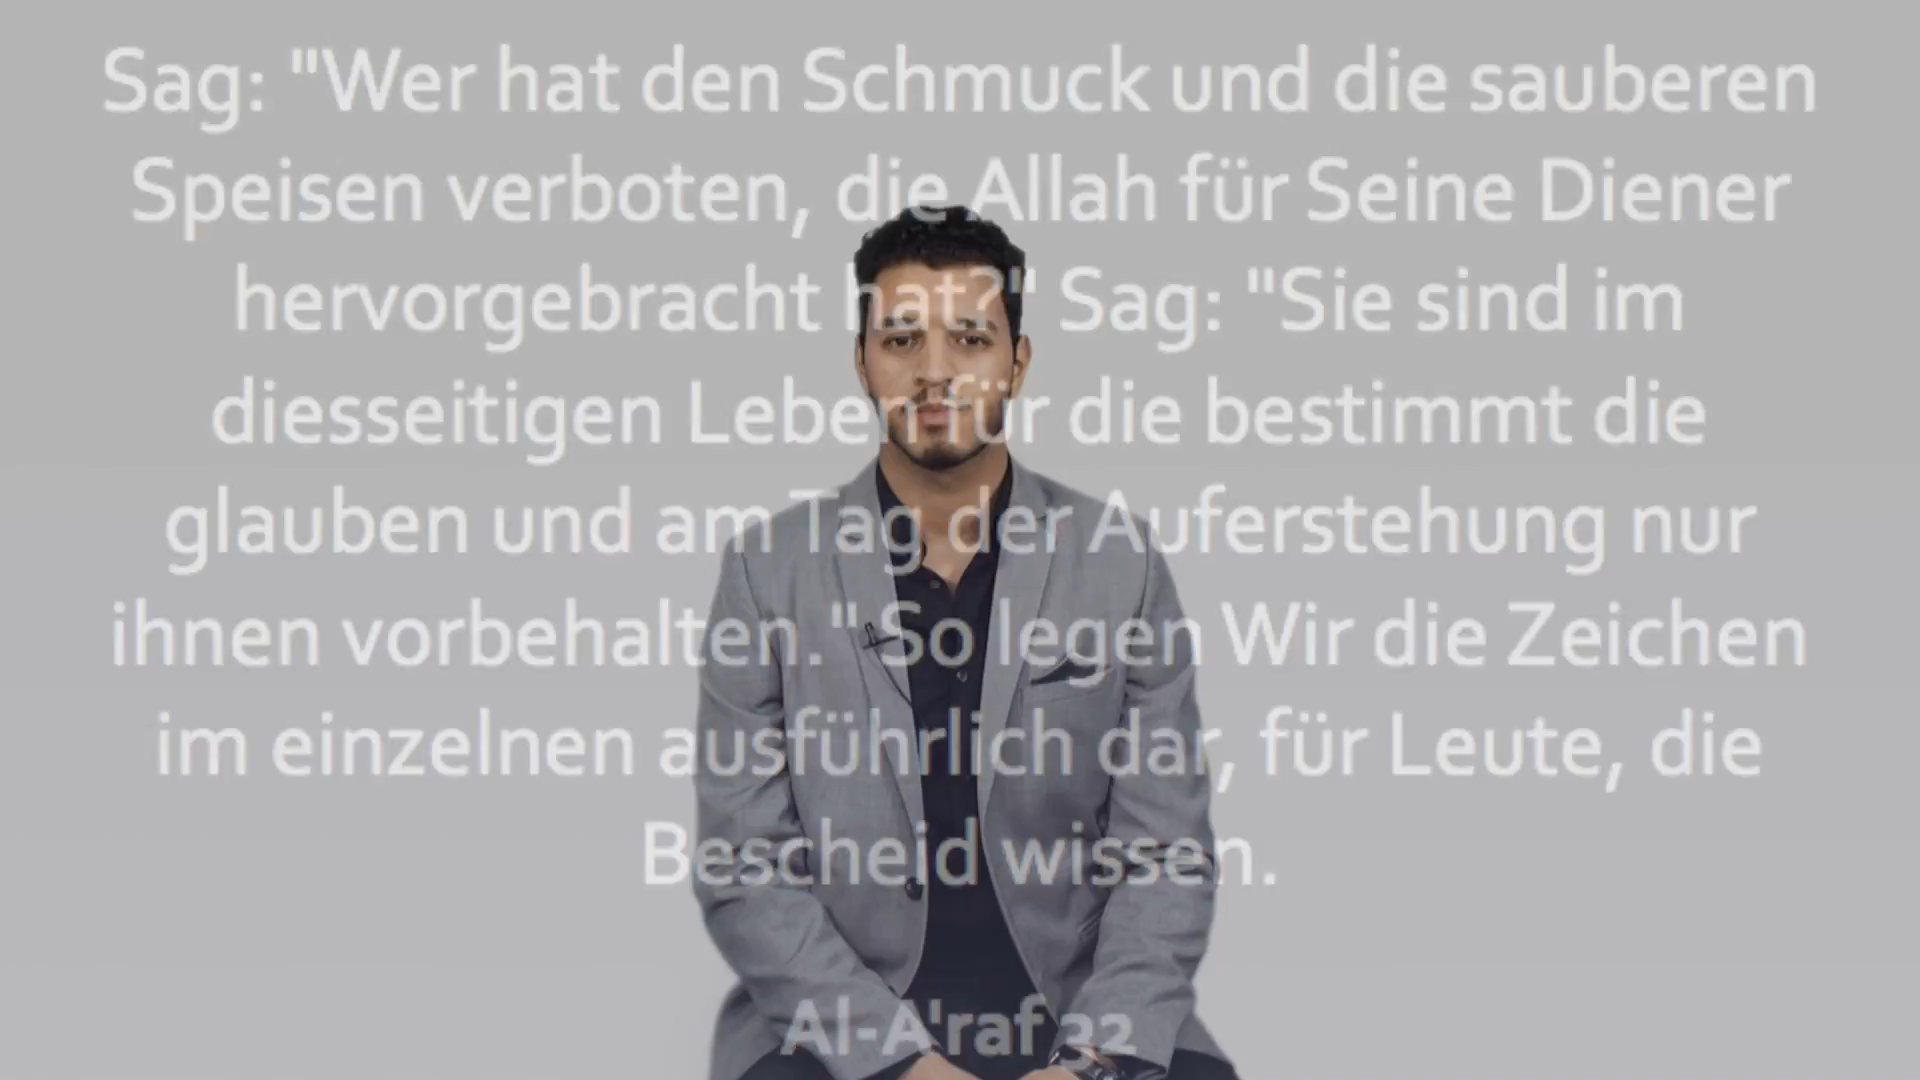 Sag: "Wer hat den Schmuck und die sauberen
Speisen verboten, die Allah für Seine Diener
hervorgebracht hat?" Sag: "Sie sind im
diesseitigen Leben für die bestimmt die
glauben und am Tag der Auferstehung nur
ihnen vorbehalten." So legen Wir die Zeichen
im einzelnen ausführlich dar, für Leute, die
Bescheid wissen.
Al-A'raf 32